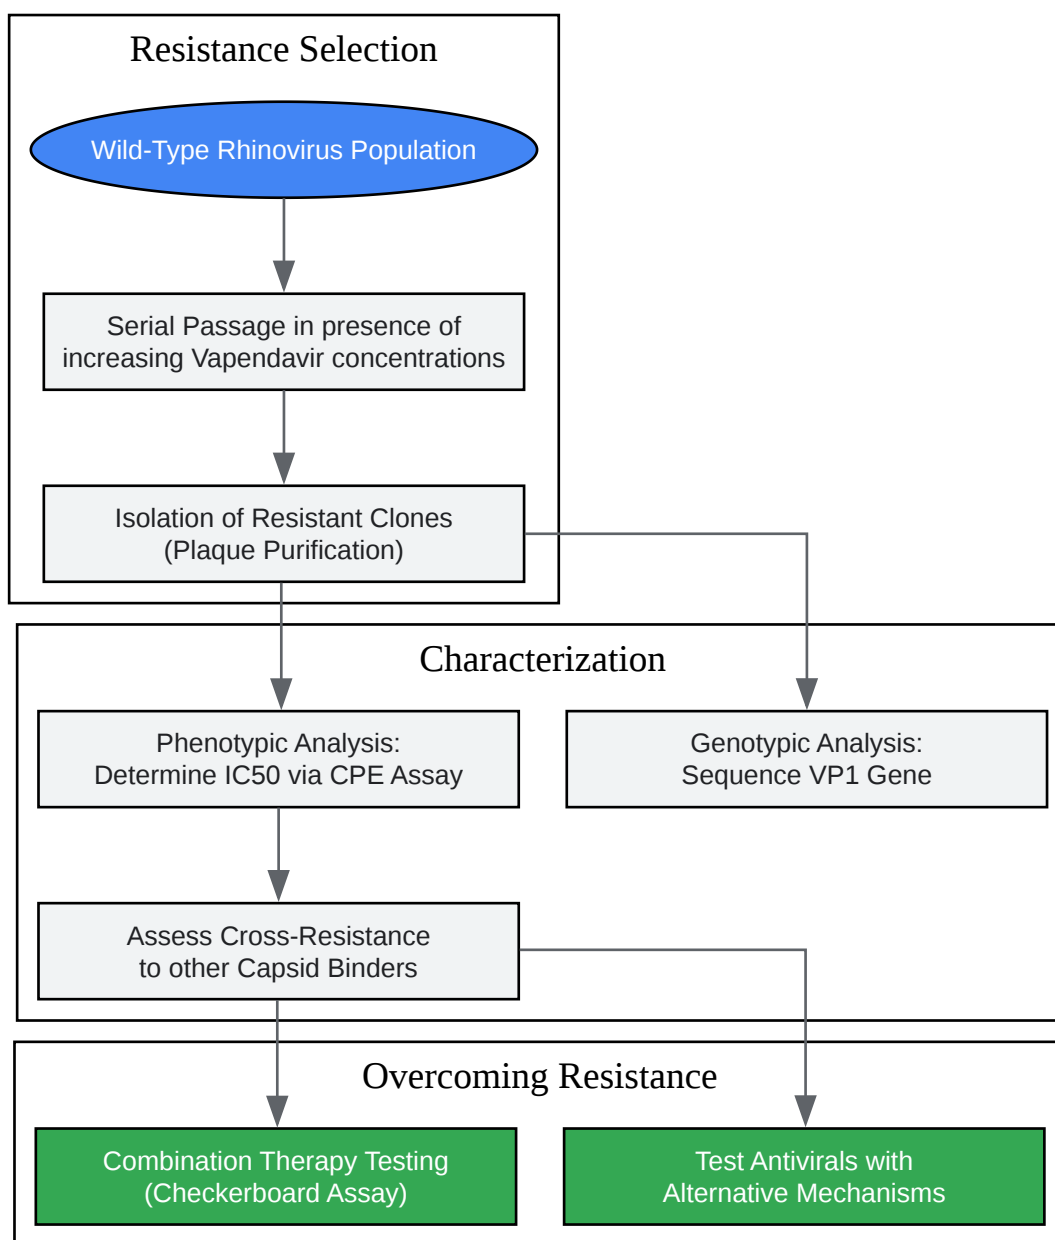 Resistance Selection
Wild-Type Rhinovirus Population
Serial Passage in presence of
increasing Vapendavir concentrations
Isolation of Resistant Clones
(Plaque Purification)
Characterization
Phenotypic Analysis:
Determine IC50 via CPE Assay
Genotypic Analysis:
Sequence VP1 Gene
Assess Cross-Resistance
to other Capsid Binders
Overcoming Resistance
Combination Therapy Testing
(Checkerboard Assay)
Test Antivirals with
Alternative Mechanisms